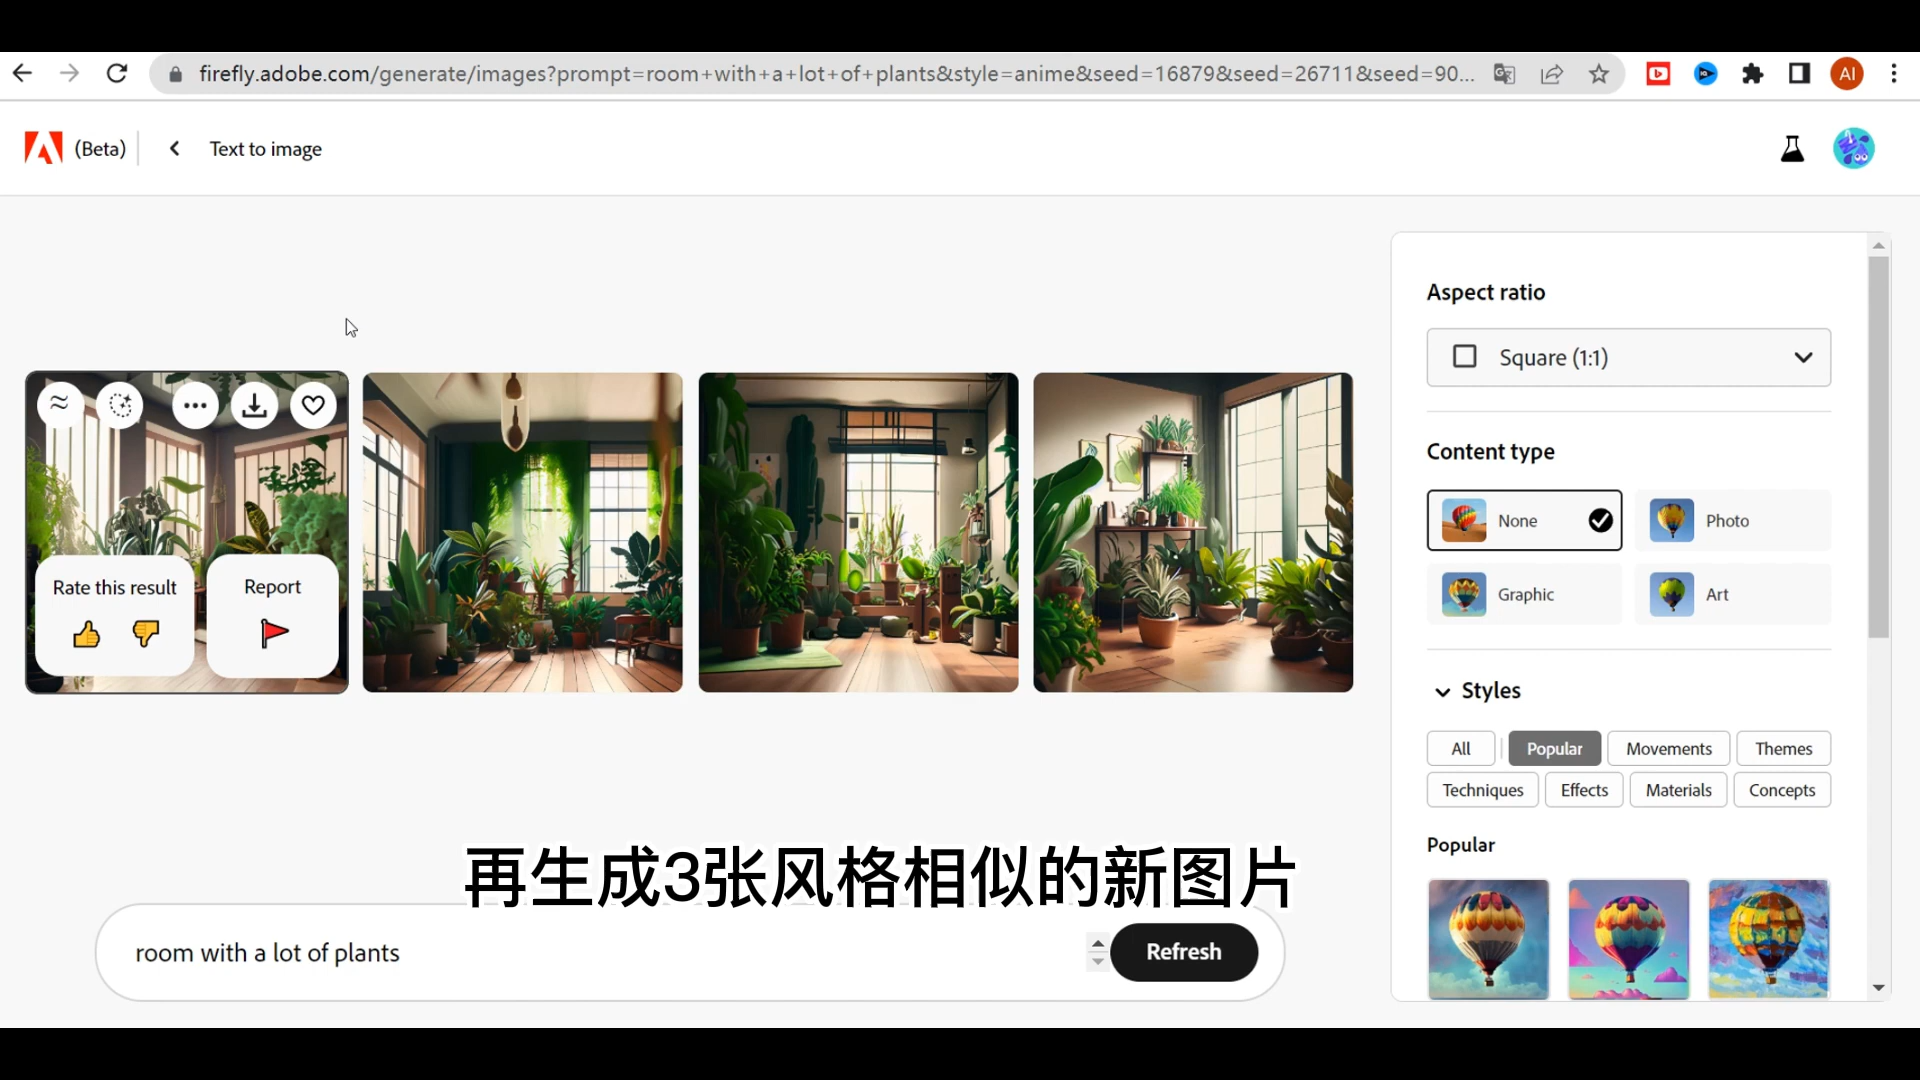 firefly.adobe.com/generate/images?prompt=room+with+a+lot+of+plants&style=anime&seed=16879&seed=26711&seed=90...
AI
(Beta)
Text to image
Aspect ratio
Square (1:1)
Content type
None
Photo
Graphic
Art
Rate this result
Report
Styles
All
Popular
Movements
Themes
Techniques
Effects
Materials
Concepts
Popular
再生成3张风格相似的新图片
room with a lot of plants
Refresh